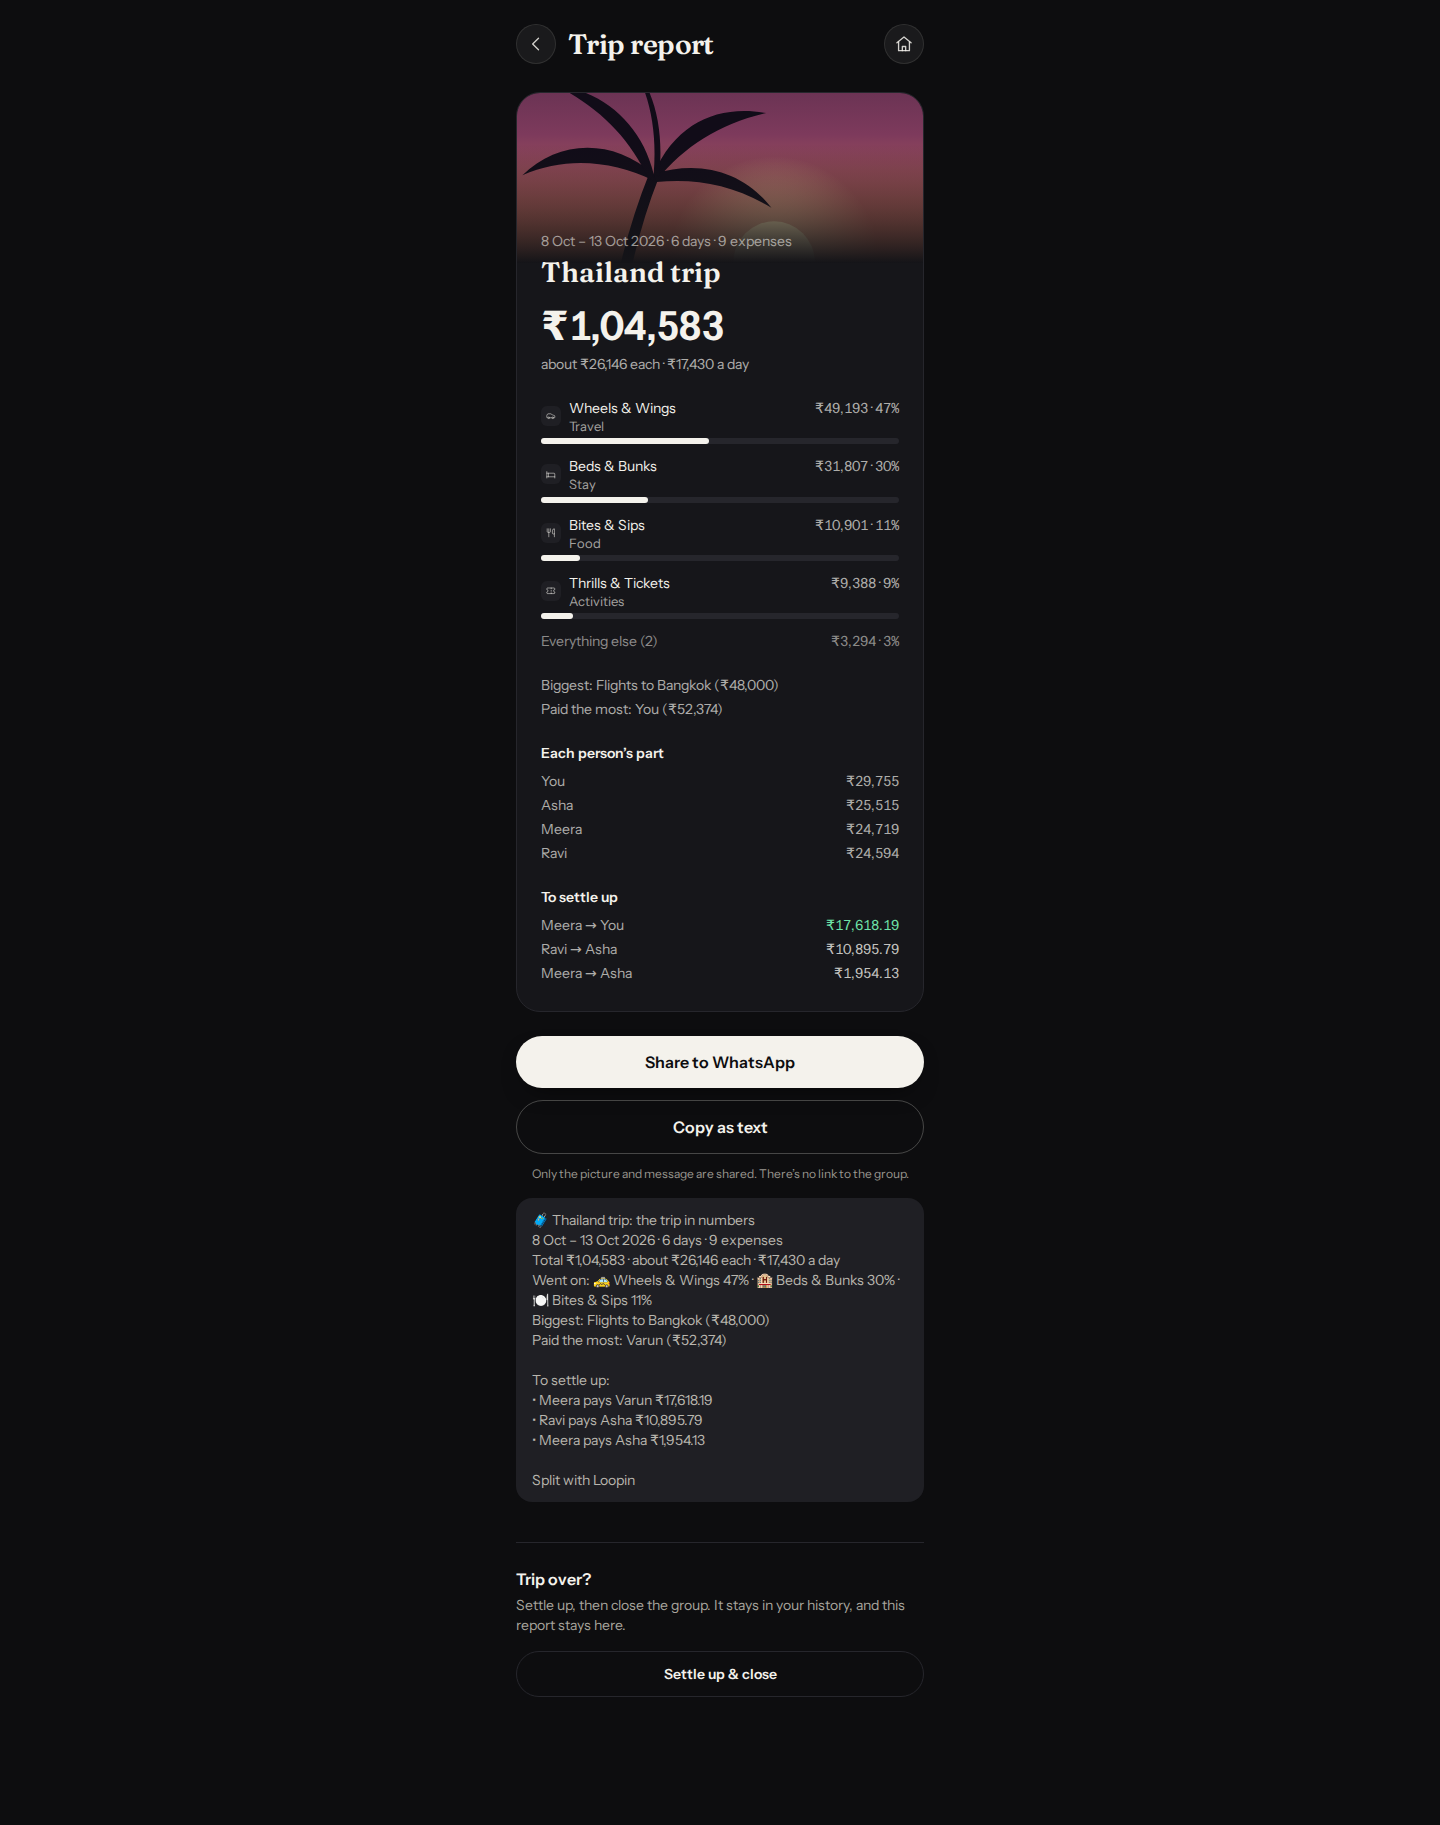 Trip report
8 Oct – 13 Oct 2026 · 6 days · 9 expenses
Thailand trip
₹1,04,583
about ₹26,146 each · ₹17,430 a day
Wheels & Wings ₹49,193 · 47%
Travel
Beds & Bunks ₹31,807 · 30%
Stay
Bites & Sips ₹10,901 · 11%
Food
Thrills & Tickets ₹9,388 · 9%
Activities
Everything else (2) ₹3,294 · 3%
Biggest: Flights to Bangkok (₹48,000)
Paid the most: You (₹52,374)
Each person's part
You ₹29,755
Asha ₹25,515
Meera ₹24,719
Ravi ₹24,594
To settle up
Meera → You ₹17,618.19
Ravi → Asha ₹10,895.79
Meera → Asha ₹1,954.13
Share to WhatsApp
Copy as text
Only the picture and message are shared. There's no link to the group.
🧳 Thailand trip: the trip in numbers
8 Oct – 13 Oct 2026 · 6 days · 9 expenses
Total ₹1,04,583 · about ₹26,146 each · ₹17,430 a day
Went on: 🚕 Wheels & Wings 47% · 🏨 Beds & Bunks 30% ·
🍽️ Bites & Sips 11%
Biggest: Flights to Bangkok (₹48,000)
Paid the most: Varun (₹52,374)
To settle up:
• Meera pays Varun ₹17,618.19
• Ravi pays Asha ₹10,895.79
• Meera pays Asha ₹1,954.13
Split with Loopin
Trip over?
Settle up, then close the group. It stays in your history, and this
report stays here.
Settle up & close